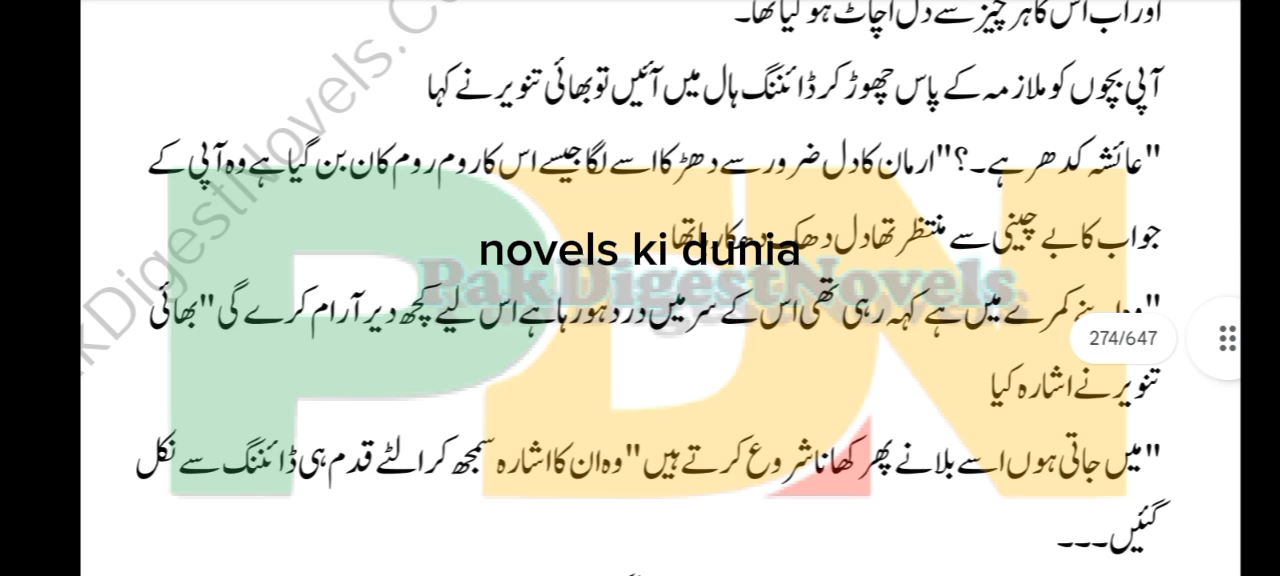 اور اب اس کا ہر چیز سے دل اچاٹ ہو گیا تھا۔
آپی بچوں کو ملازمہ کے پاس چھوڑ کر ڈائننگ ہال میں آئیں تو بھائی تنویر نے کہا
"عائشہ کدھر ہے۔؟" ارمان کا دل ضرور سے دھڑکا اسے لگا جیسے اس کا روم روم کان بن گیا ہے وہ آپی کے
جواب کا بے چینی سے منتظر تھا دل دھک دھک کر رہا تھا
novels ki dunia
PakDigestNovels.
"وہ اپنے کمرے میں ہے کہہ رہی تھی اس کے سر میں درد ہو رہا ہے اس لیے کچھ دیر آرام کرے گی" بھائی
274/647
تنویر نے اشارہ کیا
"میں جاتی ہوں اسے بلانے پھر کھانا شروع کرتے ہیں" وہ ان کا اشارہ سمجھ کر الٹے قدم ہی ڈائننگ سے نکل
گئیں۔۔۔
PDN
kDigestNovels.C